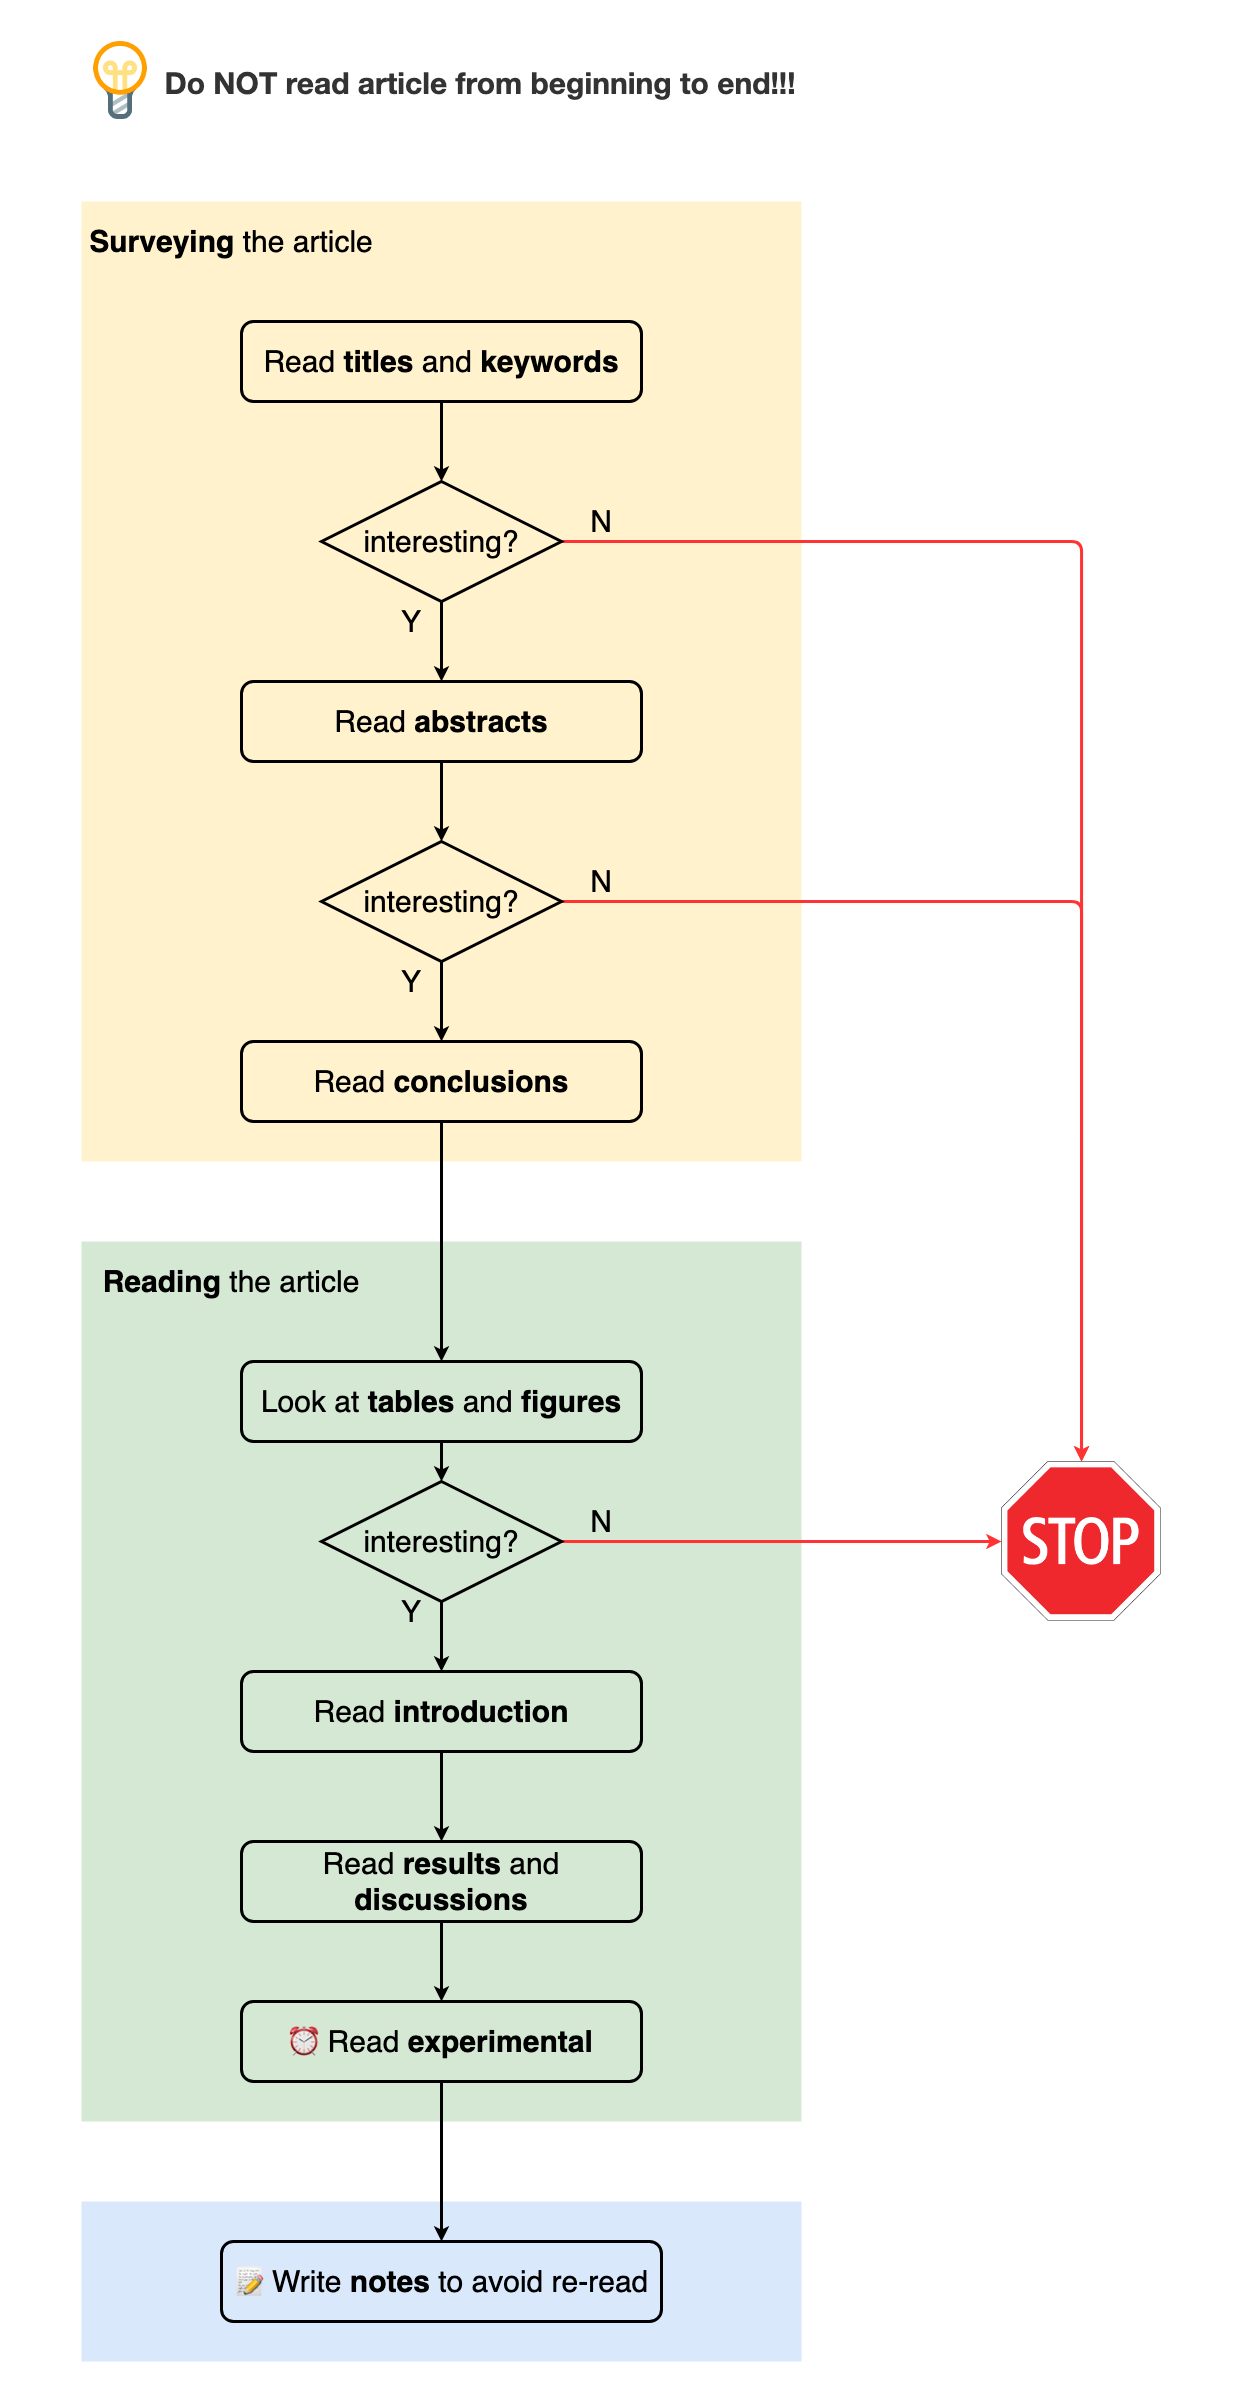 Do NOT read article from beginning to end!!!
Surveying the article
Read titles and keywords
interesting?
N
Y
Read abstracts
interesting?
N
Y
Read conclusions
Reading the article
Look at tables and figures
interesting?
N
STOP
Y
Read introduction
Read results and
discussions
⏰ Read experimental
📝 Write notes to avoid re-read